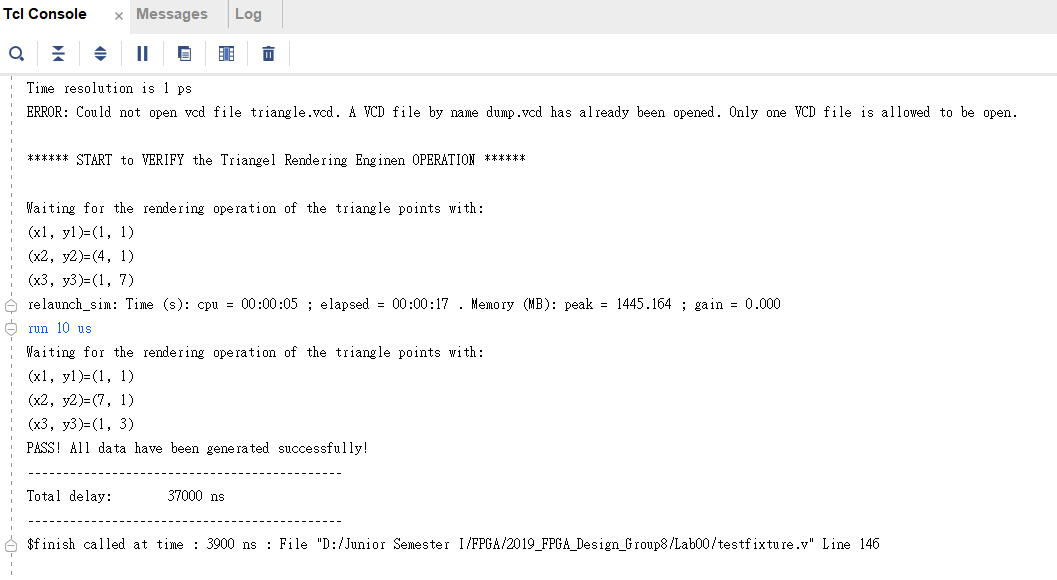 Tcl Console × Messages Log
Time resolution is 1 ps
ERROR: Could not open vcd file triangle.vcd. A VCD file by name dump.vcd has already been opened. Only one VCD file is allowed to be open.
****** START to VERIFY the Triangel Rendering Enginen OPERATION ******
Waiting for the rendering operation of the triangle points with:
(x1, y1)=(1, 1)
(x2, y2)=(4, 1)
(x3, y3)=(1, 7)
relaunch_sim: Time (s): cpu = 00:00:05 ; elapsed = 00:00:17 . Memory (MB): peak = 1445.164 ; gain = 0.000
run 10 us
Waiting for the rendering operation of the triangle points with:
(x1, y1)=(1, 1)
(x2, y2)=(7, 1)
(x3, y3)=(1, 3)
PASS! All data have been generated successfully!
---------------------------------------------
Total delay: 37000 ns
---------------------------------------------
$finish called at time : 3900 ns : File "D:/Junior Semester I/FPGA/2019_FPGA_Design_Group8/Lab00/testfixture.v" Line 146